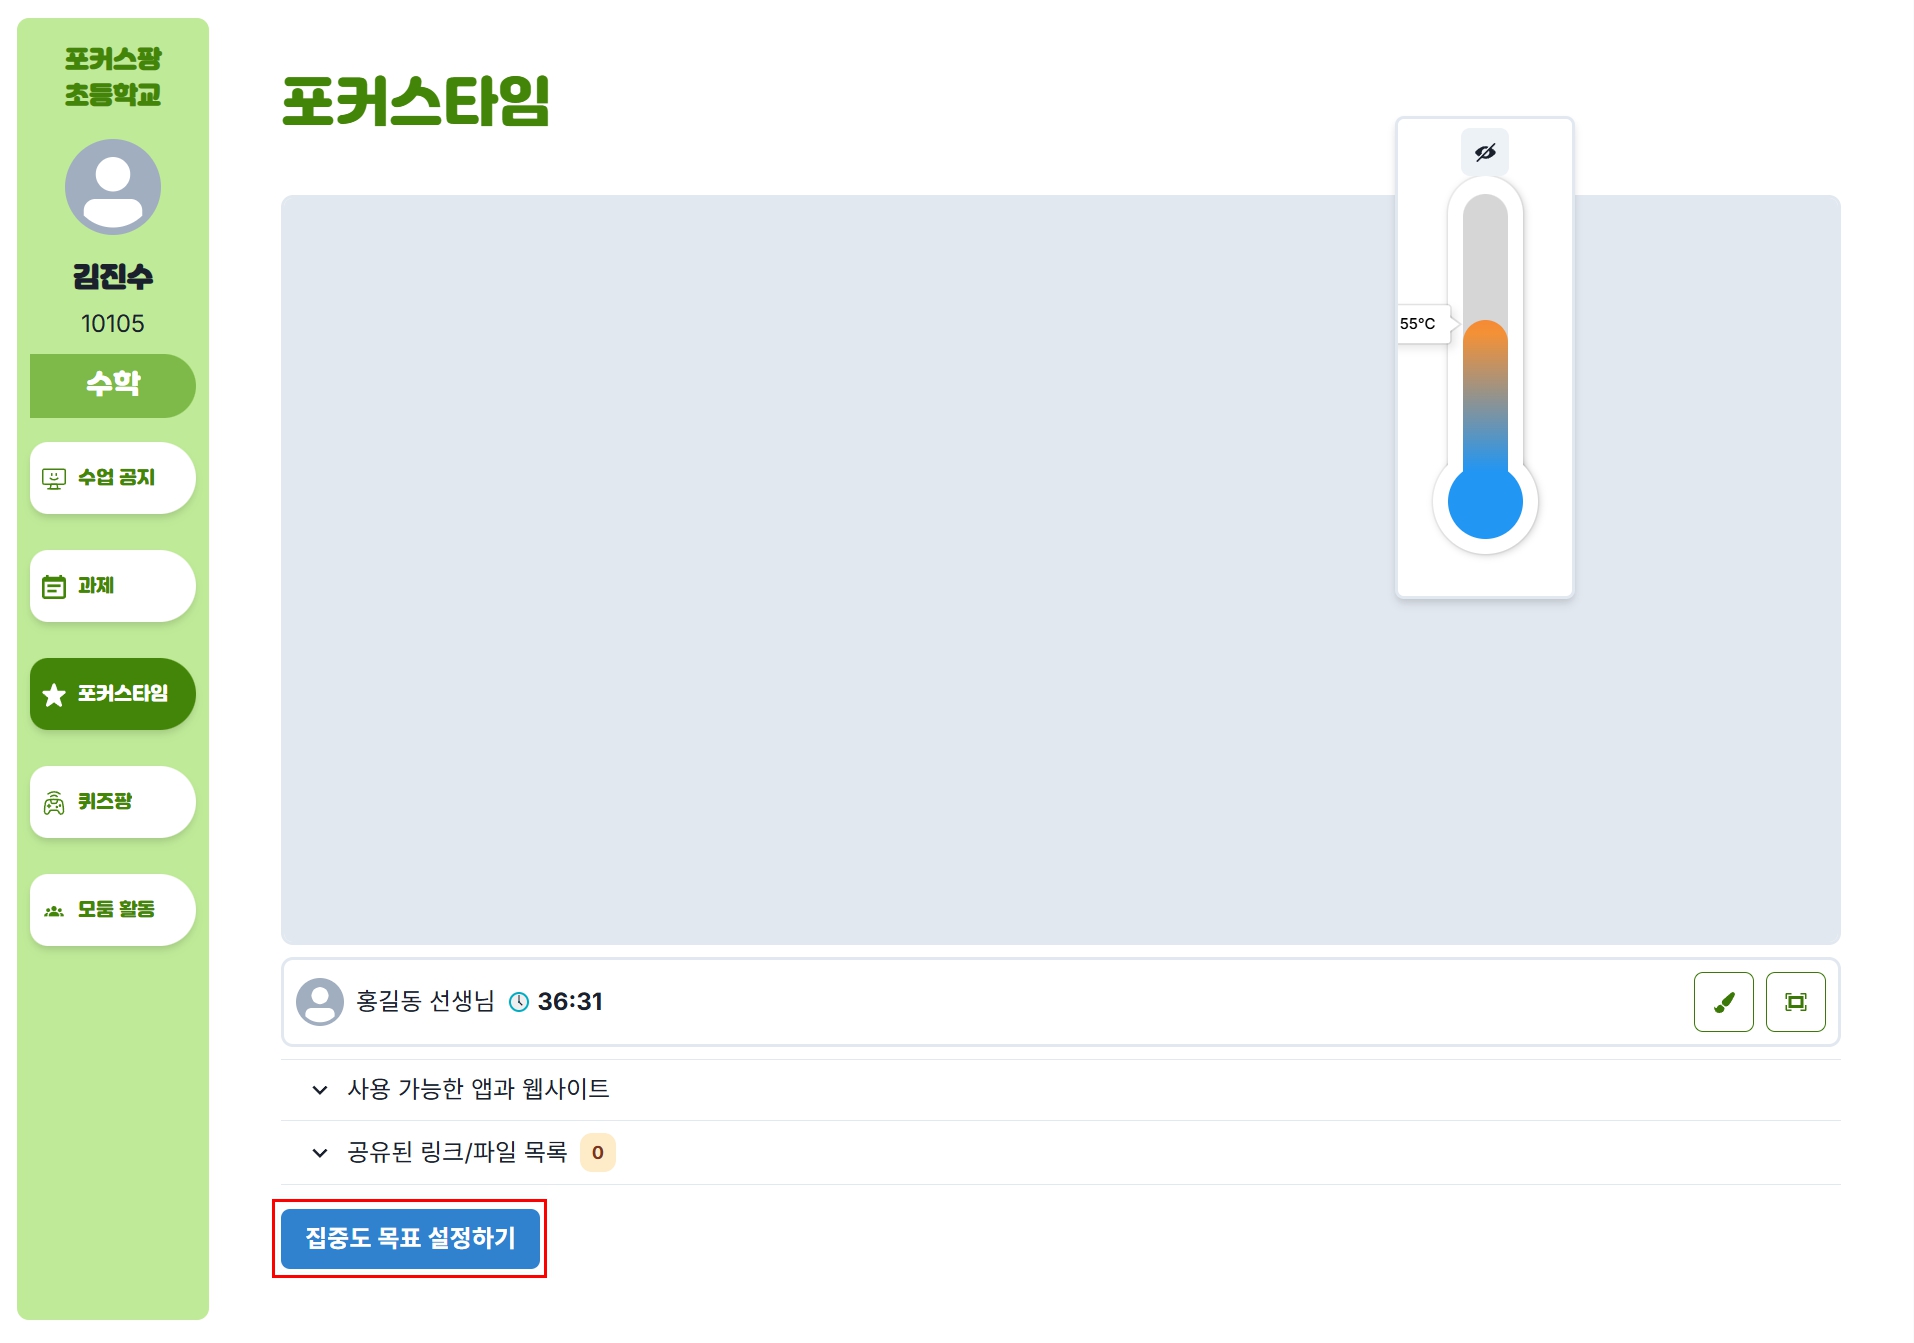 포커스팡
초등학교
김진수
10105
수학
수업 공지
과제
포커스타임
퀴즈팡
모둠 활동
포커스타임
55°C
홍길동 선생님 36:31
사용 가능한 앱과 웹사이트
공유된 링크/파일 목록 0
집중도 목표 설정하기